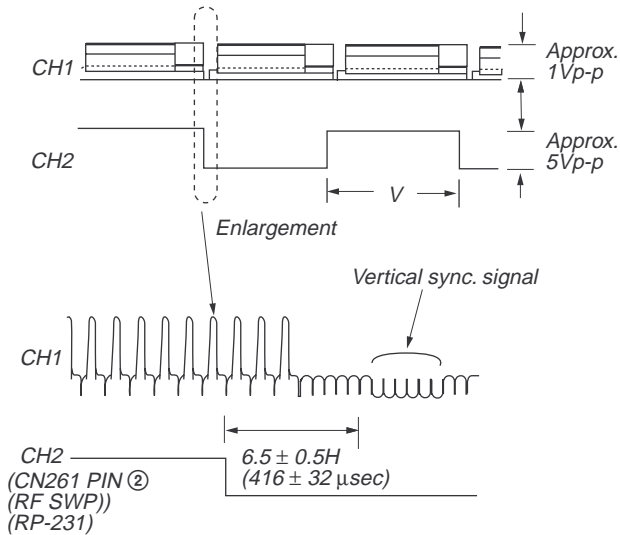 CH1
Approx.
1Vp-p
CH2
Approx.
5Vp-p
V
Enlargement
Vertical sync. signal
CH1
CH2
(CN261 PIN ②
(RF SWP))
(RP-231)
6.5 ± 0.5H
(416 ± 32 μsec)